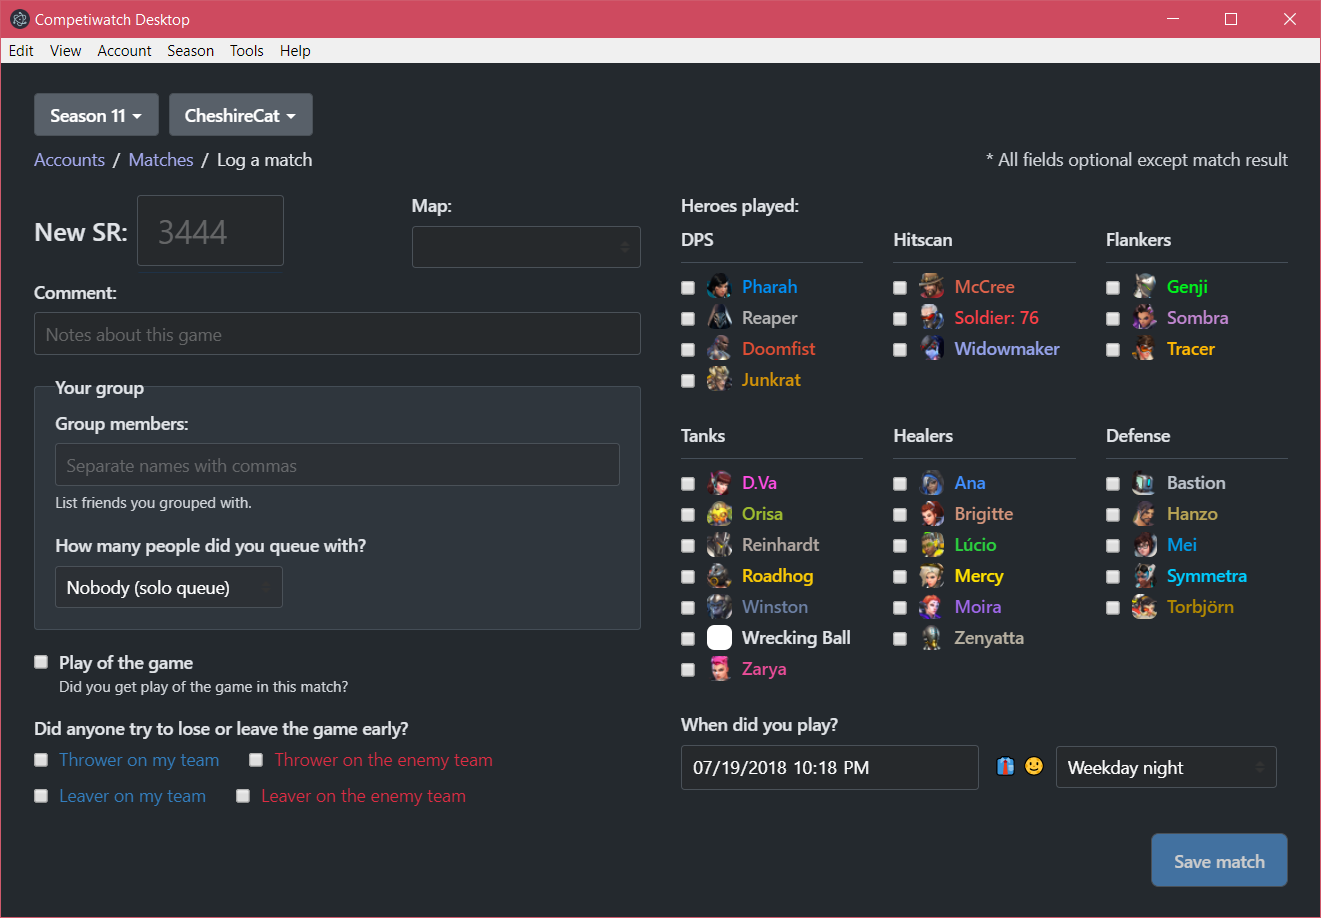 Competiwatch Desktop
Edit View Account Season Tools Help
Season 11 CheshireCat
Accounts / Matches / Log a match
* All fields optional except match result
New SR: 3444
Map:
Comment:
Notes about this game
Your group
Group members:
Separate names with commas
List friends you grouped with.
How many people did you queue with?
Nobody (solo queue)
Play of the game
Did you get play of the game in this match?
Did anyone try to lose or leave the game early?
Thrower on my team Thrower on the enemy team
Leaver on my team Leaver on the enemy team
Heroes played:
DPS
Pharah
Reaper
Doomfist
Junkrat
Hitscan
McCree
Soldier: 76
Widowmaker
Flankers
Genji
Sombra
Tracer
Tanks
D.Va
Orisa
Reinhardt
Roadhog
Winston
Wrecking Ball
Zarya
Healers
Ana
Brigitte
Lúcio
Mercy
Moira
Zenyatta
Defense
Bastion
Hanzo
Mei
Symmetra
Torbjörn
When did you play?
07/19/2018 10:18 PM Weekday night
Save match